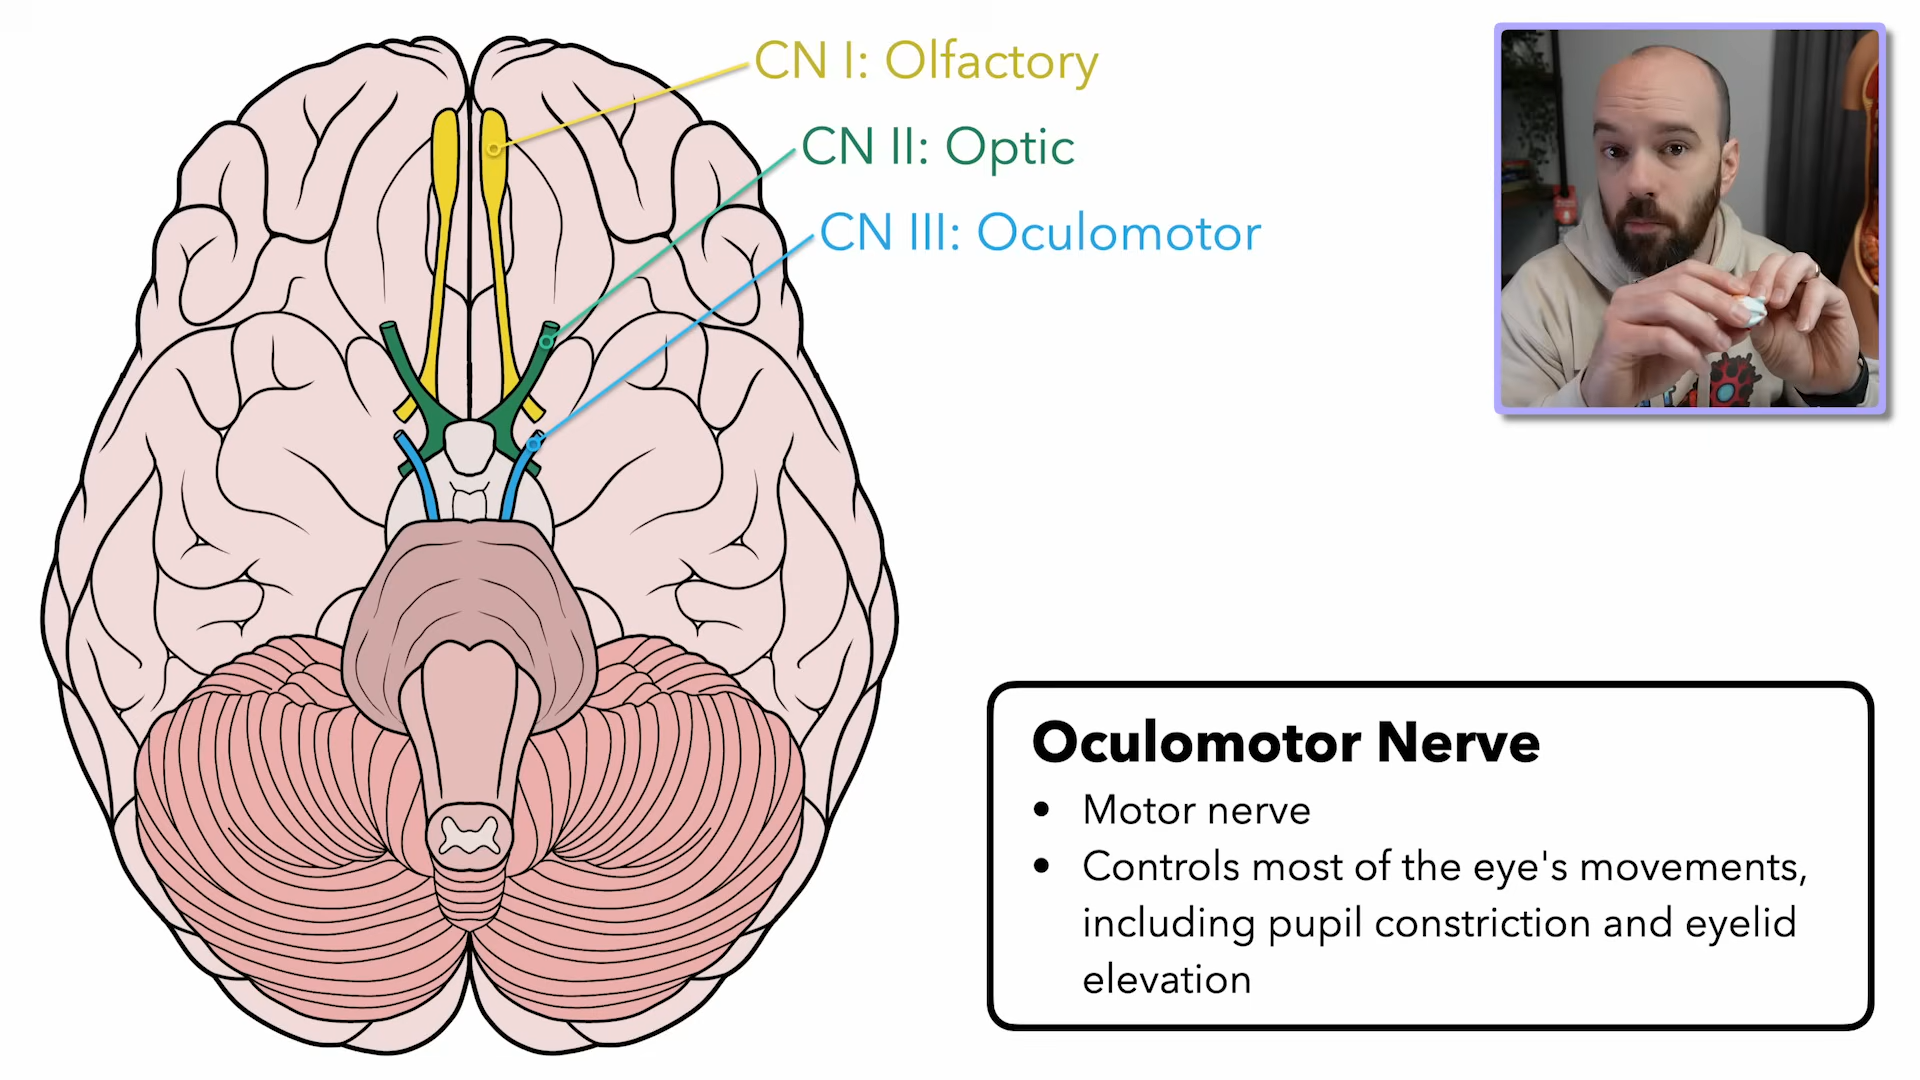 CN I: Olfactory
CN II: Optic
CN III: Oculomotor
Oculomotor Nerve
• Motor nerve
• Controls most of the eye's movements,
including pupil constriction and eyelid
elevation